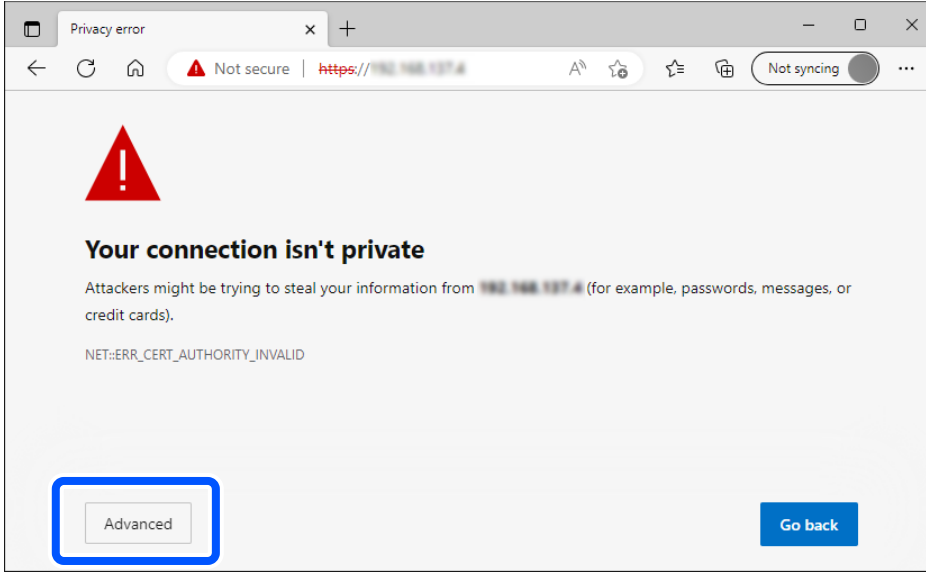 Privacy error
Not secure
https://
Not syncing
Your connection isn't private
Attackers might be trying to steal your information from (for example, passwords, messages, or
credit cards).
NET::ERR_CERT_AUTHORITY_INVALID
Advanced
Go back